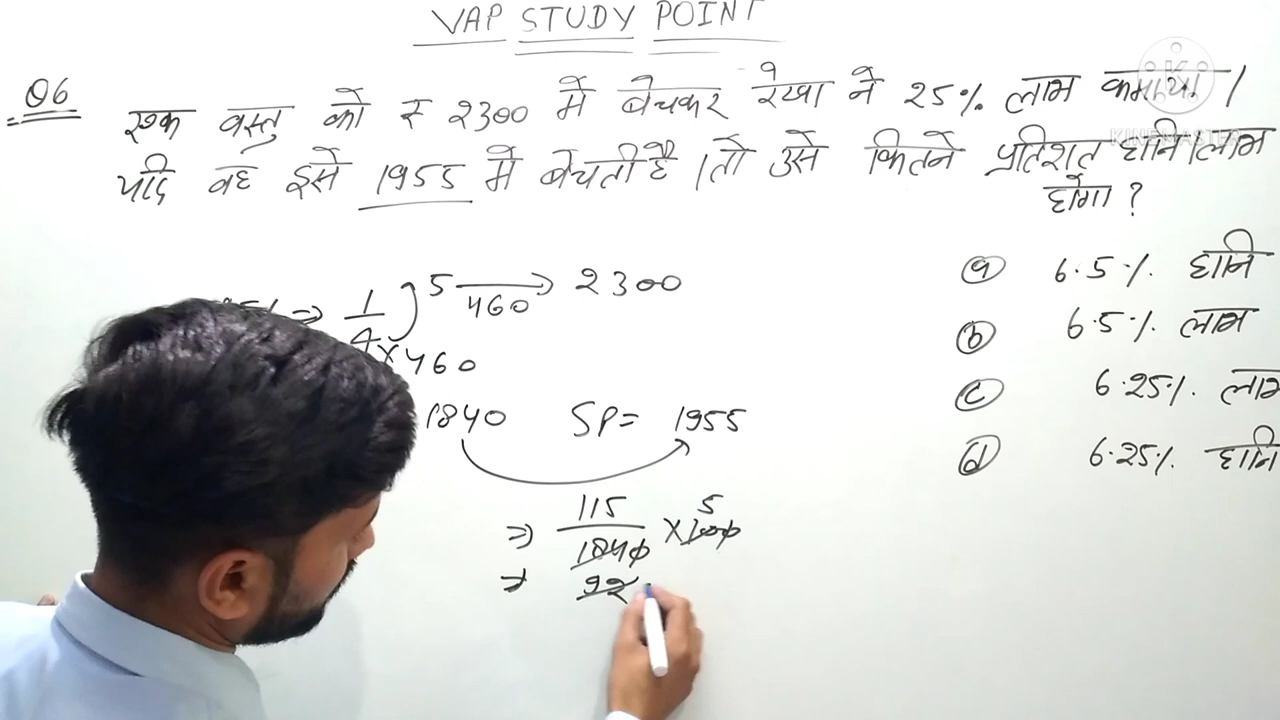 VAP STUDY POINT
Q6 एक वस्तु को ₹ 2300 में बेचकर रेखा ने 25% लाभ कमाया।
यदि वह इसे 1955 में बेचती है। तो उसे कितने प्रतिशत हानि/लाभ
होगा ?
KINEMASTER
⇒ 1/4 5 → 2300
460
×460
1840 SP= 1955
⇒ 115/1840 ×100 5
⇒ 92
ⓐ 6.5% हानि
ⓑ 6.5% लाभ
ⓒ 6.25% लाभ
ⓓ 6.25% हानि